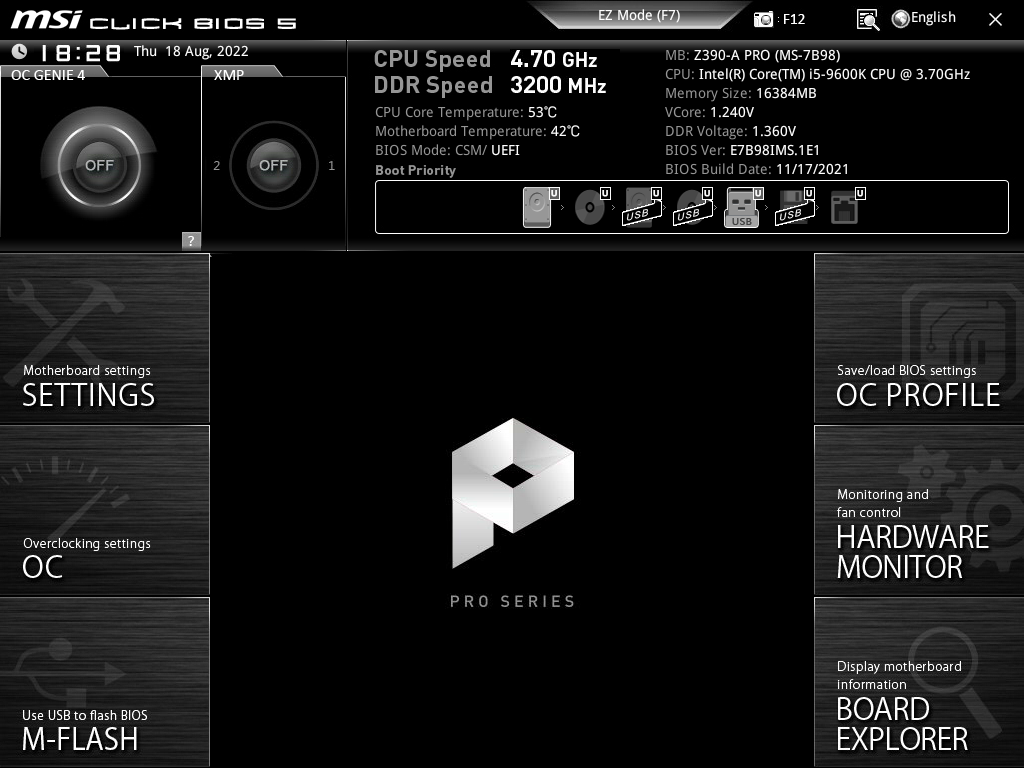 msi CLICK BIOS 5
EZ Mode (F7)
: F12
English
18:28 Thu 18 Aug, 2022
OC GENIE 4
OFF
?
XMP
2 OFF 1
CPU Speed 4.70 GHz
DDR Speed 3200 MHz
CPU Core Temperature: 53℃
Motherboard Temperature: 42℃
BIOS Mode: CSM/ UEFI
Boot Priority
MB: Z390-A PRO (MS-7B98)
CPU: Intel(R) Core(TM) i5-9600K CPU @ 3.70GHz
Memory Size: 16384MB
VCore: 1.240V
DDR Voltage: 1.360V
BIOS Ver: E7B98IMS.1E1
BIOS Build Date: 11/17/2021
U U U U U U U
USB USB USB USB
Motherboard settings
SETTINGS
Overclocking settings
OC
Use USB to flash BIOS
M-FLASH
PRO SERIES
Save/load BIOS settings
OC PROFILE
Monitoring and
fan control
HARDWARE
MONITOR
Display motherboard
information
BOARD
EXPLORER